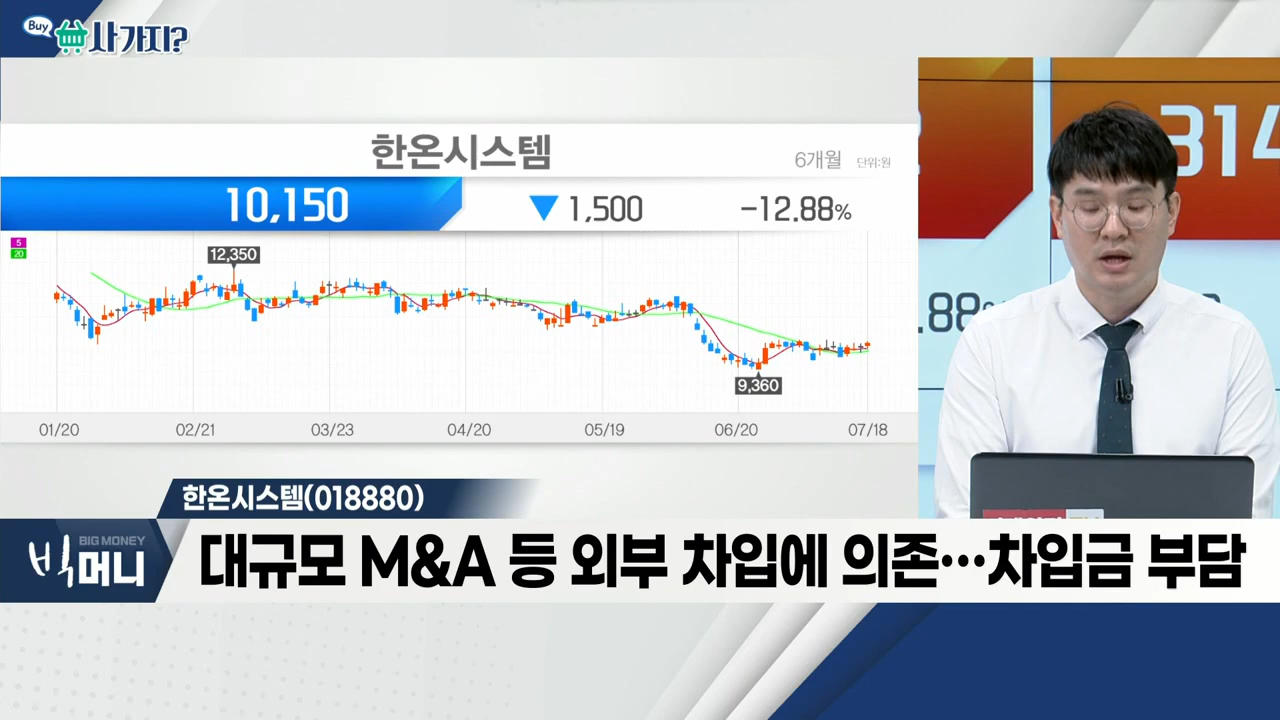 Buy
사 가지?
한온시스템
6개월 단위:원
10,150 ▼ 1,500 -12.88%
5
20
12,350
9,360
01/20 02/21 03/23 04/20 05/19 06/20 07/18
314
.88%
한온시스템(018880)
BIG MONEY
빅머니
대규모 M&A 등 외부 차입에 의존…차입금 부담